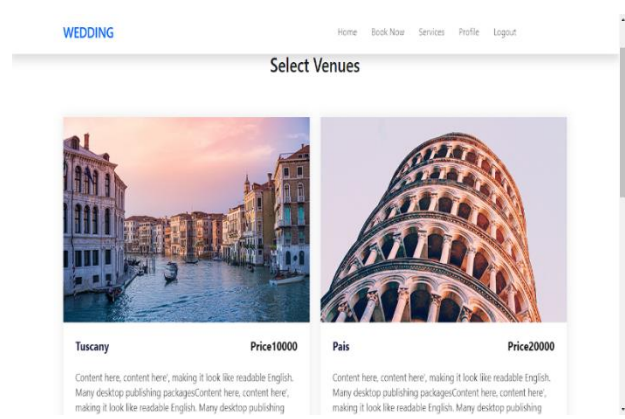 WEDDING
Home Book Now Services Profile Logout
Select Venues
Tuscany Price10000
Content here, content here', making it look like readable English.
Many desktop publishing packagesContent here, content here',
making it look like readable English. Many desktop publishing
Pais Price20000
Content here, content here', making it look like readable English.
Many desktop publishing packagesContent here, content here',
making it look like readable English. Many desktop publishing